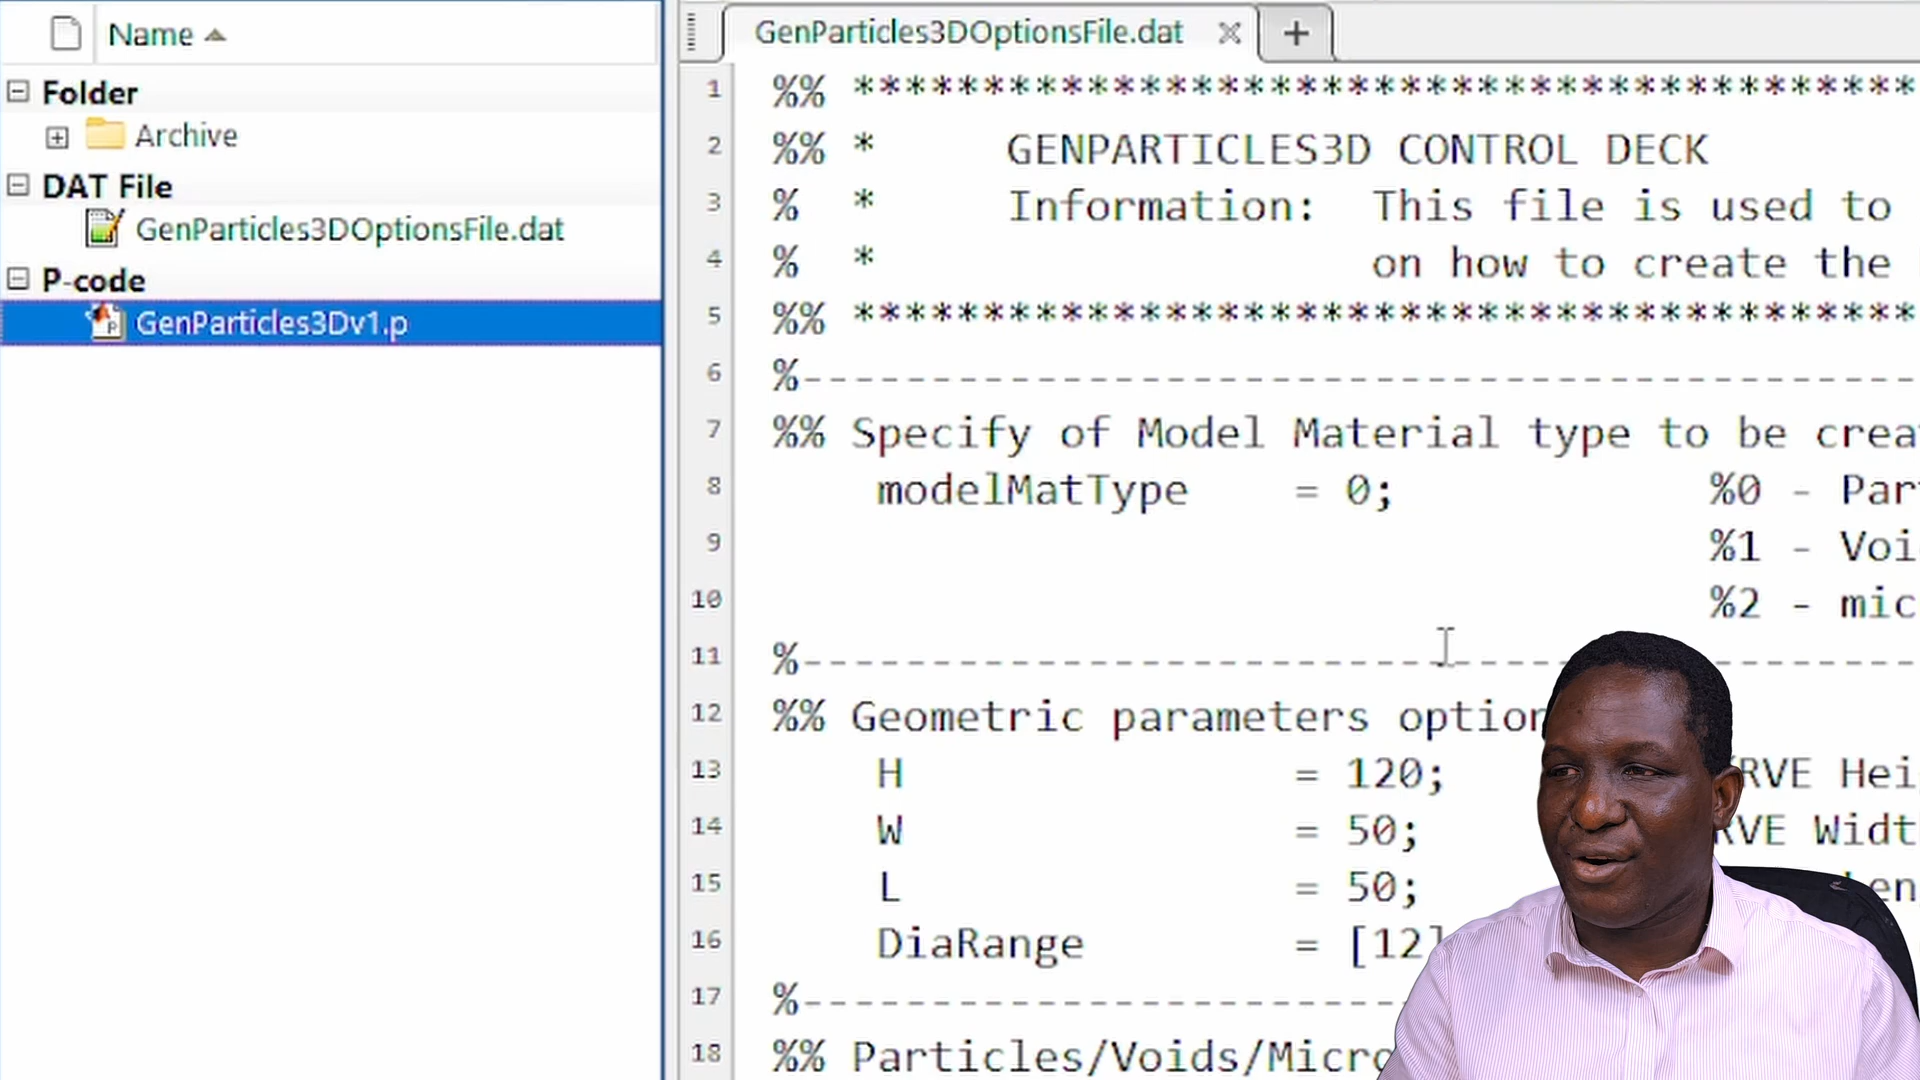 Name
Folder
Archive
DAT File
GenParticles3DOptionsFile.dat
P-code
GenParticles3Dv1.p
GenParticles3DOptionsFile.dat
1 %% *****************************************
2 %% * GENPARTICLES3D CONTROL DECK
3 % * Information: This file is used to
4 % * on how to create the
5 %% *****************************************
6 %-------------------------------------------
7 %% Specify of Model Material type to be crea
8 modelMatType = 0; %0 - Par
9 %1 - Voi
10 %2 - mic
11 %-------------------------------------------
12 %% Geometric parameters option
13 H = 120; RVE Hei
14 W = 50; RVE Widt
15 L = 50; en
16 DiaRange = [12]
17 %------------------------
18 %% Particles/Voids/Micro